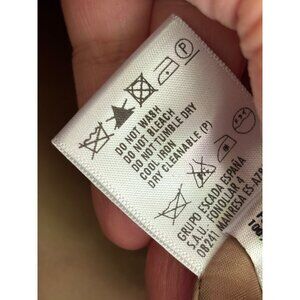 P
DO NOT WASH
DO NOT BLEACH
DO NOT TUMBLE DRY
COOL IRON
DRY CLEANABLE (P)
GRUPO ESCADA ESPAÑA
S.A.U. FONOLLAR 4
08241 MANRESA ES-A78